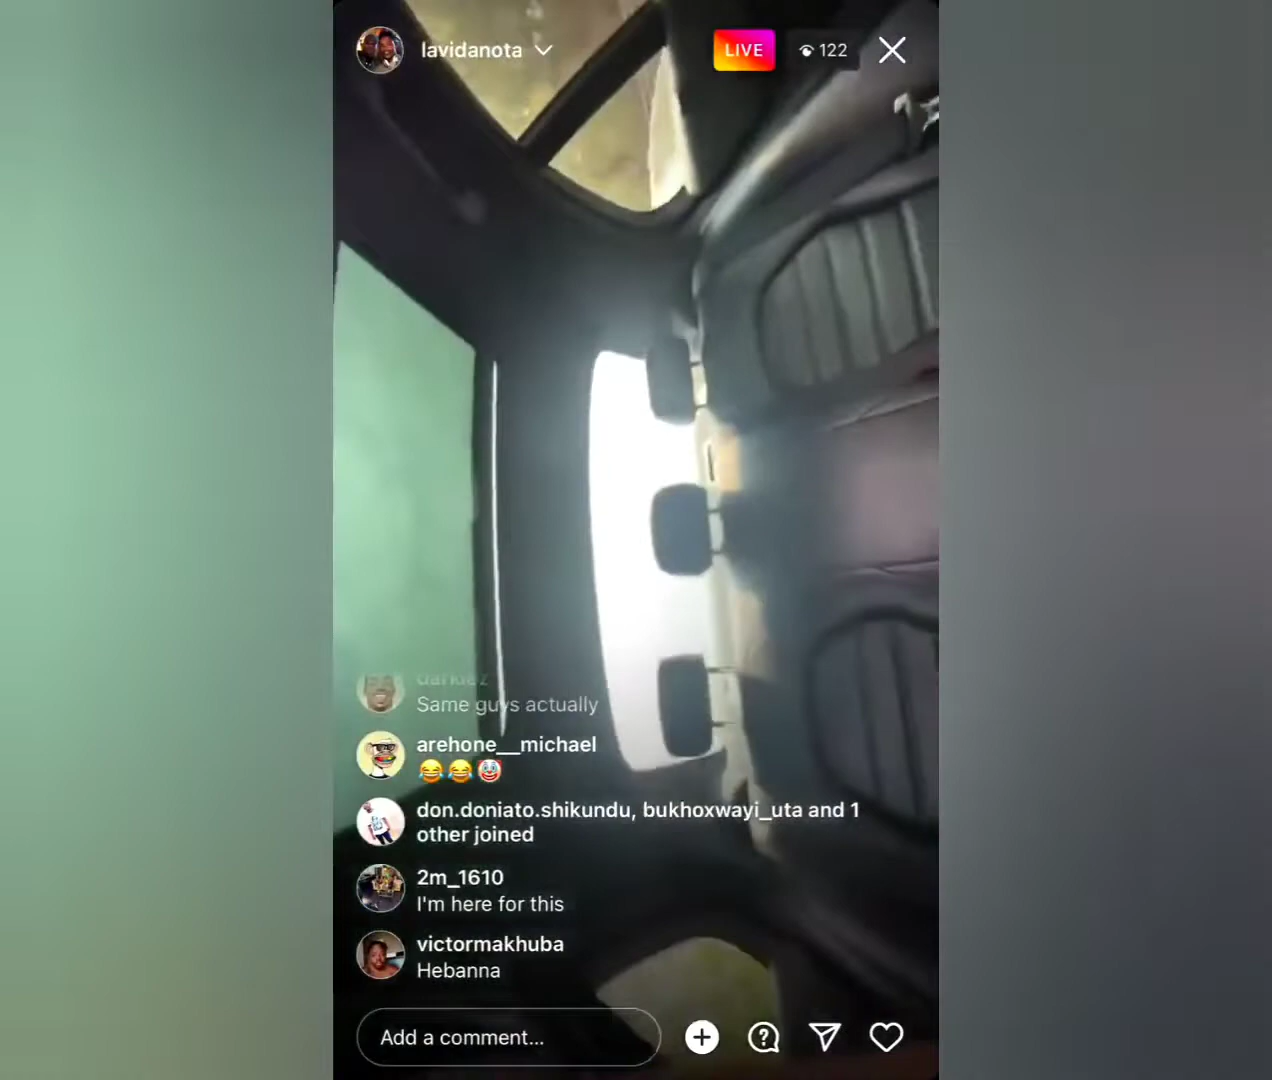 lavidanota
LIVE
122
darkiez
Same guys actually
arehone__michael
don.doniato.shikundu, bukhoxwayi_uta and 1
other joined
2m_1610
I'm here for this
victormakhuba
Hebanna
Add a comment...